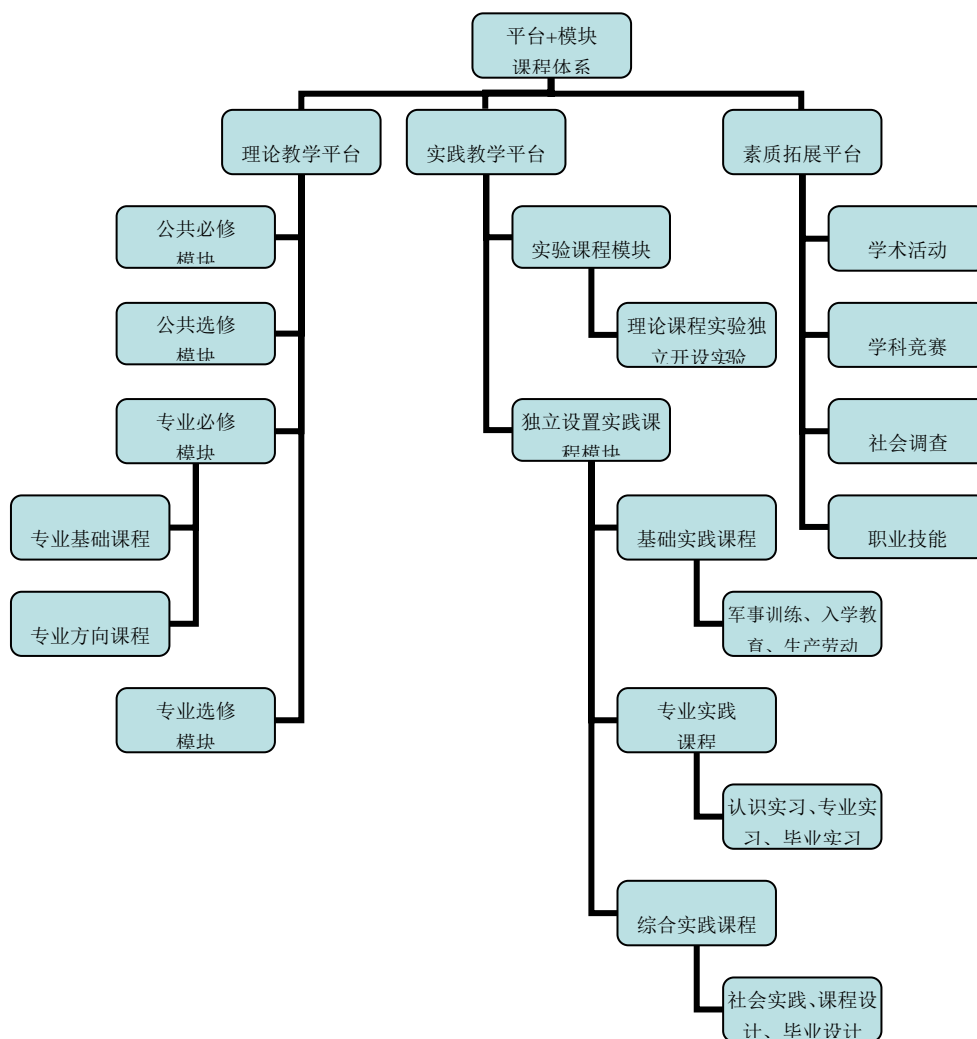 平台+模块
课程体系
理论教学平台
实践教学平台
素质拓展平台
公共必修
模块
实验课程模块
学术活动
公共选修
模块
理论课程实验独
立开设实验
学科竞赛
专业必修
模块
独立设置实践课
程模块
社会调查
专业基础课程
基础实践课程
职业技能
专业方向课程
军事训练、入学教
育、生产劳动
专业选修
模块
专业实践
课程
认识实习、专业实
习、毕业实习
综合实践课程
社会实践、课程设
计、毕业设计